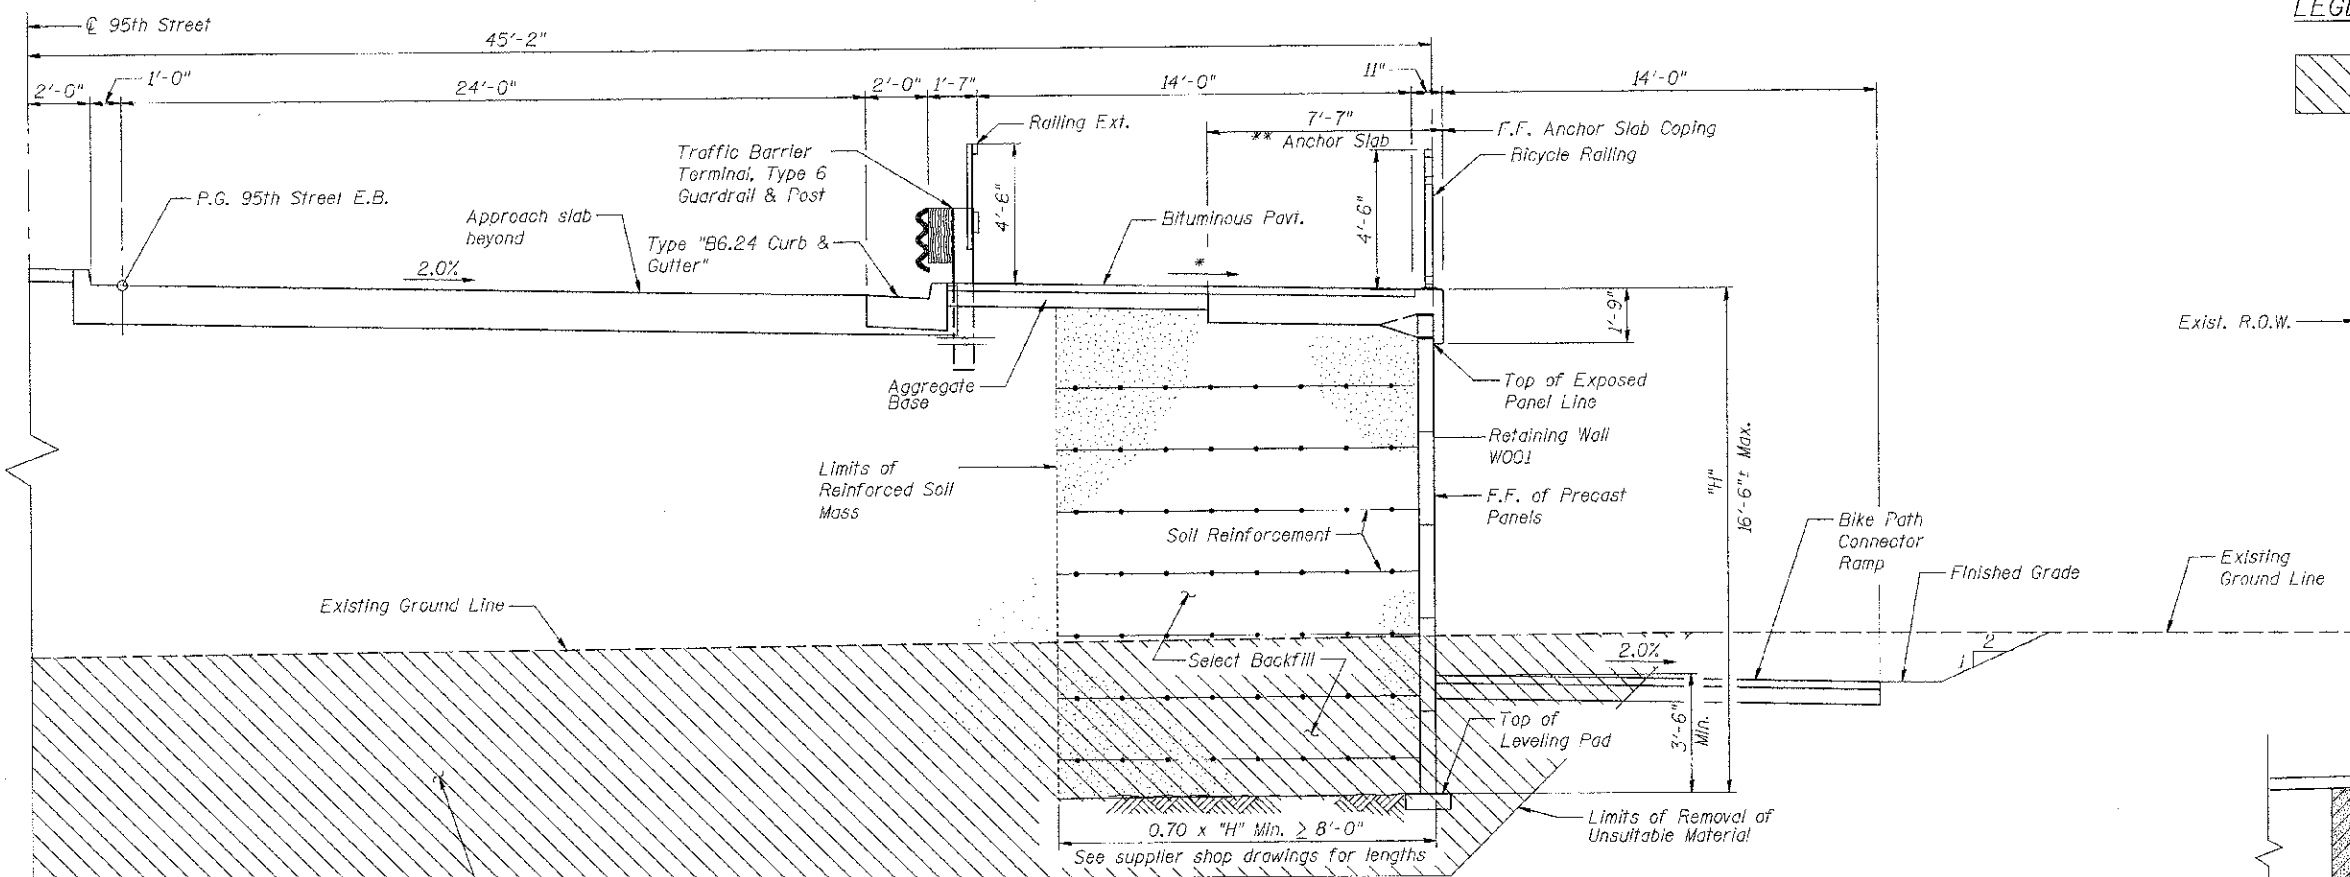 ℄ 95th Street
LEGE
45'-2"
2'-0"
1'-0"
24'-0"
2'-0"
1'-7"
14'-0"
11"
14'-0"
7'-7"
** Anchor Slab
Railing Ext.
F.F. Anchor Slab Coping
Bicycle Railing
Traffic Barrier
Terminal, Type 6
Guardrail & Post
P.G. 95th Street E.B.
Approach slab
beyond
Type "B6.24 Curb &
Gutter"
4'-6"
4'-6"
Bituminous Pavt.
2.0%
*
1'-9"
Exist. R.O.W.
Aggregate
Base
Top of Exposed
Panel Line
Retaining Wall
W001
Limits of
Reinforced Soil
Mass
F.F. of Precast
Panels
"H"
16'-6"± Max.
Soil Reinforcement
Bike Path
Connector
Ramp
Finished Grade
Existing
Ground Line
Existing Ground Line
Select Backfill
2.0%
2
1
3'-6"
Min.
Top of
Leveling Pad
0.70 x "H" Min. ≥ 8'-0"
See supplier shop drawings for lengths
Limits of Removal of
Unsuitable Material